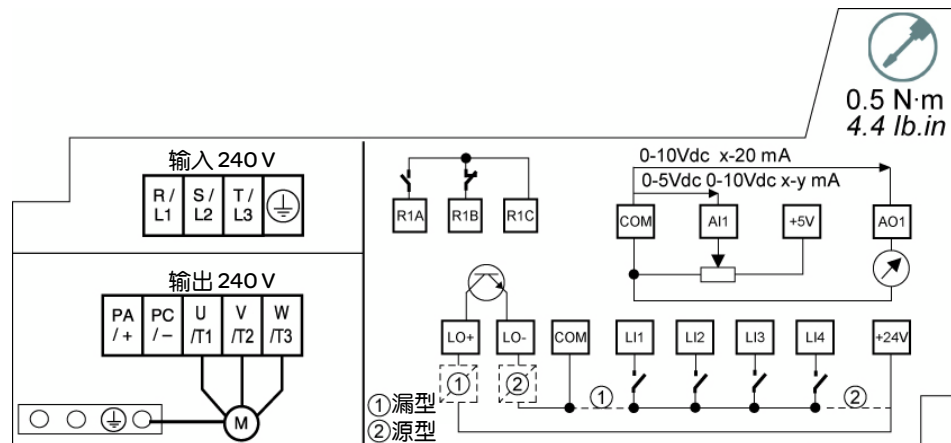 0.5 N·m
4.4 lb.in
输入 240 V
R / L1
S / L2
T / L3
输出 240 V
PA / +
PC / –
U /T1
V /T2
W /T3
M
R1A
R1B
R1C
0-10Vdc x-20 mA
0-5Vdc 0-10Vdc x-y mA
COM
AI1
+5V
AO1
LO+
LO-
COM
LI1
LI2
LI3
LI4
+24V
①
②
①
②
①漏型
②源型